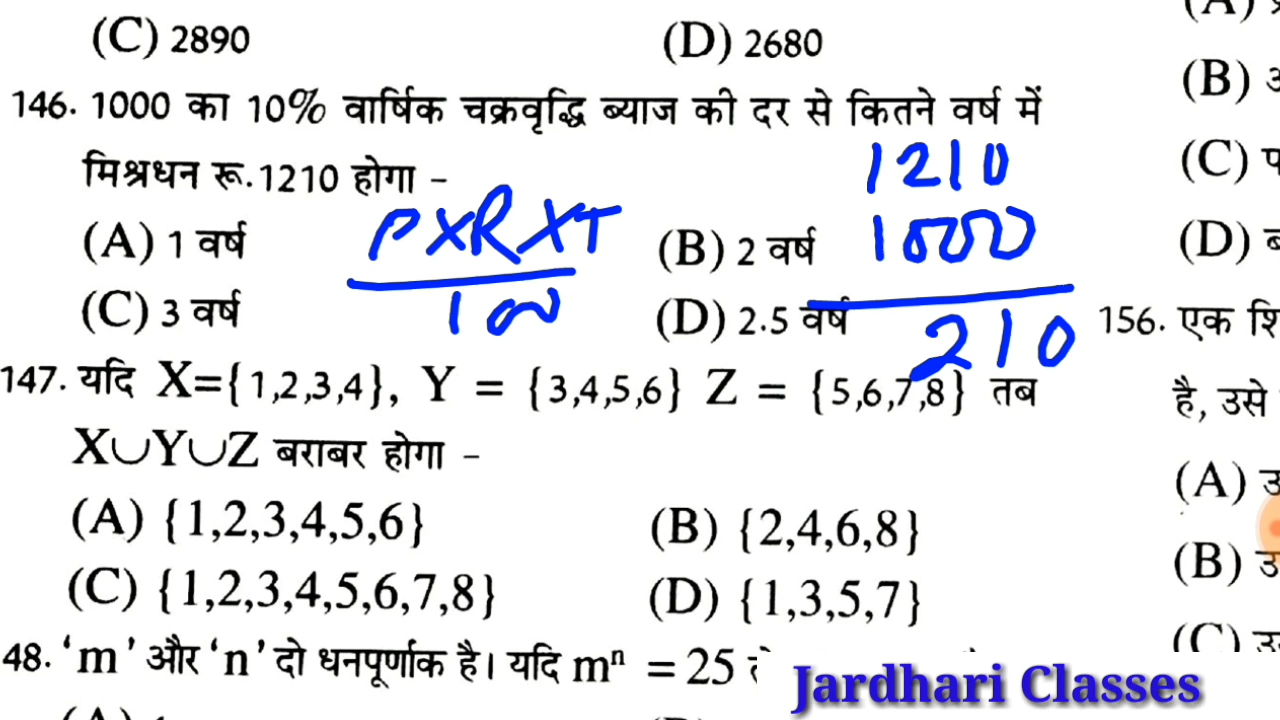 (C) 2890 (D) 2680
146. 1000 का 10% वार्षिक चक्रवृद्धि ब्याज की दर से कितने वर्ष में
मिश्रधन रू.1210 होगा –
(A) 1 वर्ष (B) 2 वर्ष
(C) 3 वर्ष (D) 2.5 वर्ष
P X R X T
100
1210
1000
210
147. यदि X={1,2,3,4}, Y = {3,4,5,6} Z = {5,6,7,8} तब
X∪Y∪Z बराबर होगा –
(A) {1,2,3,4,5,6} (B) {2,4,6,8}
(C) {1,2,3,4,5,6,7,8} (D) {1,3,5,7}
48. 'm' और 'n' दो धनपूर्णांक है। यदि mⁿ = 25
(A)
(B)
(C)
(D)
156. एक
है, उसे
(A)
(B)
(C)
Jardhari Classes